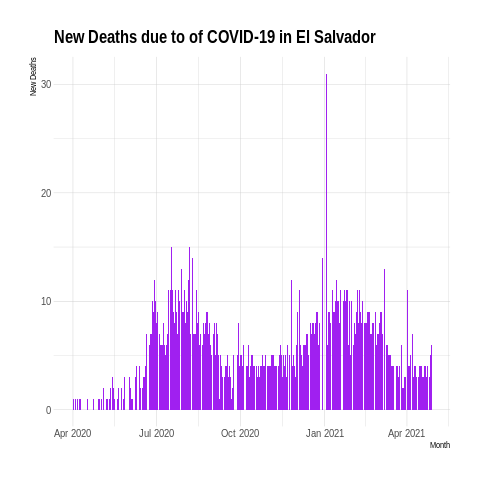 New Deaths due to of COVID-19 in El Salvador
New Deaths
30
20
10
0
Apr 2020 Jul 2020 Oct 2020 Jan 2021 Apr 2021
Month